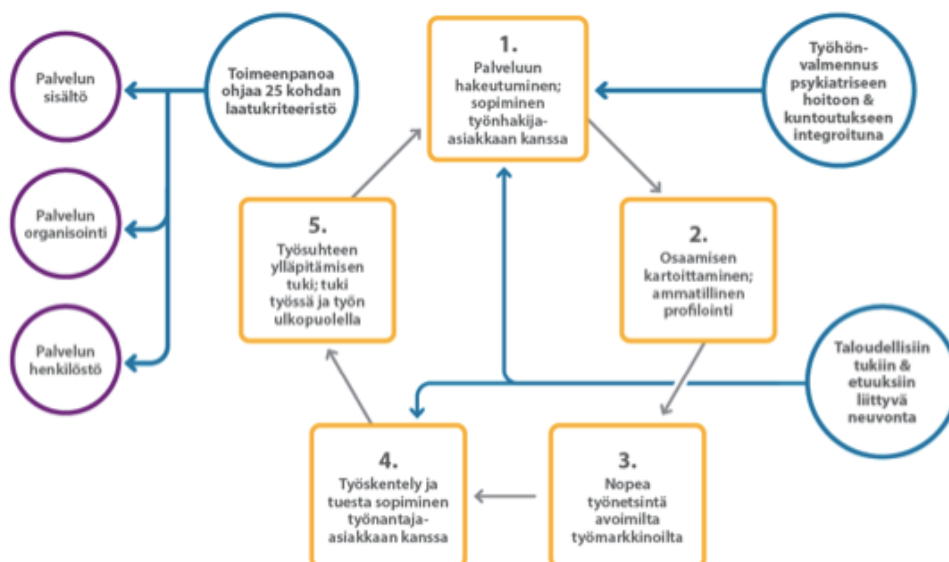 Palvelun
sisältö
Toimeenpanoa
ohjaa 25 kohdan
laatukriteeristö
1.
Palveluun
hakeutuminen;
sopiminen
työnhakija-
asiakkaan kanssa
Työhön-
valmennus
psykiatriseen
hoitoon &
kuntoutukseen
integroituna
Palvelun
organisointi
5.
Työsuhteen
ylläpitämisen
tuki; tuki
työssä ja työn
ulkopuolella
2.
Osaamisen
kartoittaminen;
ammatillinen
profilointi
Palvelun
henkilöstö
Taloudellisiin
tukiin &
etuuksiin
liittyvä
neuvonta
4.
Työskentely ja
tuesta sopiminen
työnantaja-
asiakkaan kanssa
3.
Nopea
työnetsintä
avoimilta
työmarkkinoilta